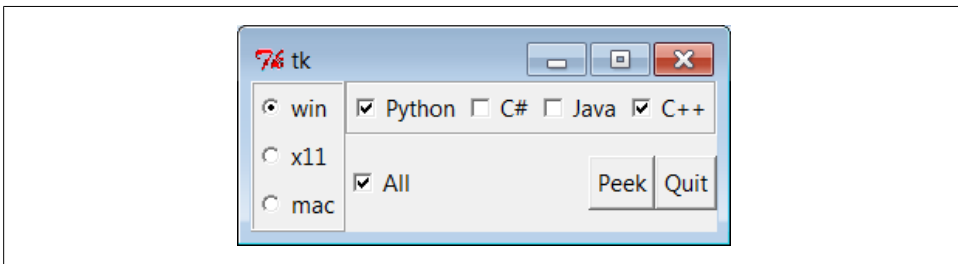 tk
win
Python C# Java C++
x11
All
Peek Quit
mac